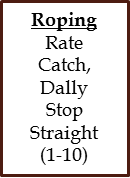 Roping
Rate
Catch,
Dally
Stop
Straight
(1-10)